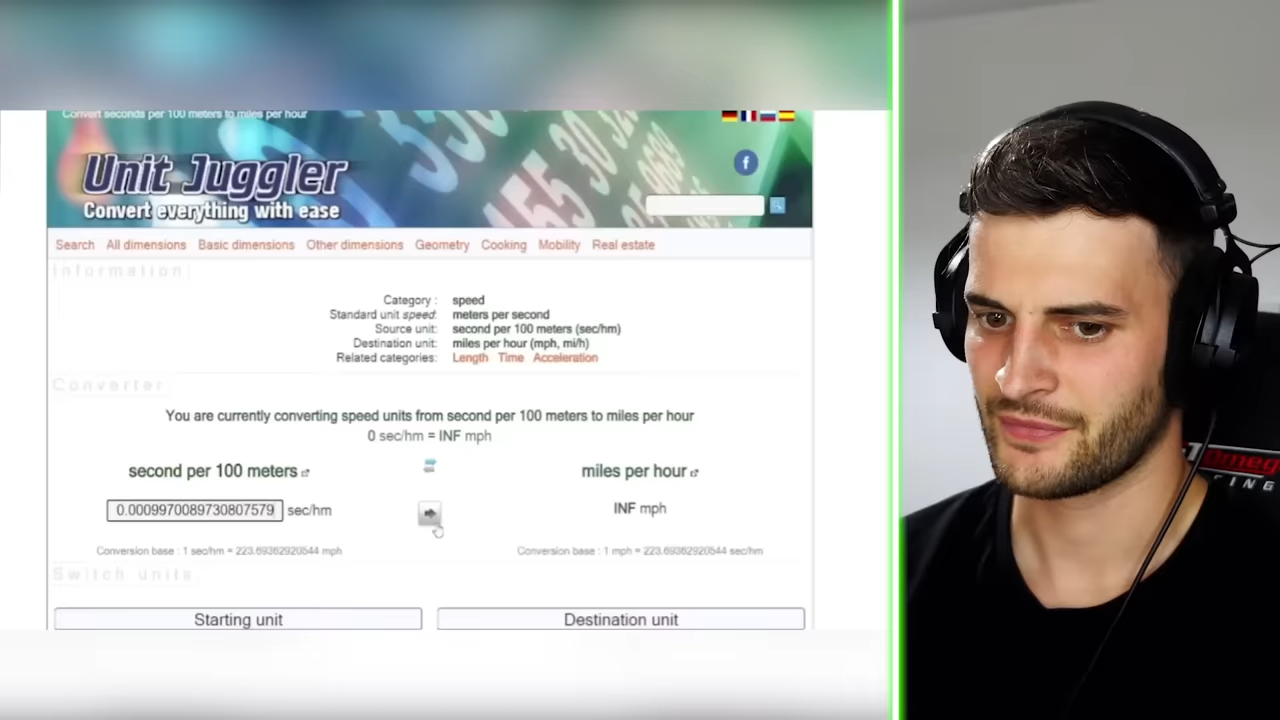 Convert seconds per 100 meters to miles per hour
Unit Juggler
Convert everything with ease
f
Search All dimensions Basic dimensions Other dimensions Geometry Cooking Mobility Real estate
Information
Category : speed
Standard unit speed: meters per second
Source unit: second per 100 meters (sec/hm)
Destination unit: miles per hour (mph, mi/h)
Related categories: Length Time Acceleration
Converter
You are currently converting speed units from second per 100 meters to miles per hour
0 sec/hm = INF mph
second per 100 meters miles per hour
0.0009970089730807579 sec/hm INF mph
Conversion base : 1 sec/hm = 223.69362920544 mph Conversion base : 1 mph = 223.69362920544 sec/hm
Switch units
Starting unit Destination unit